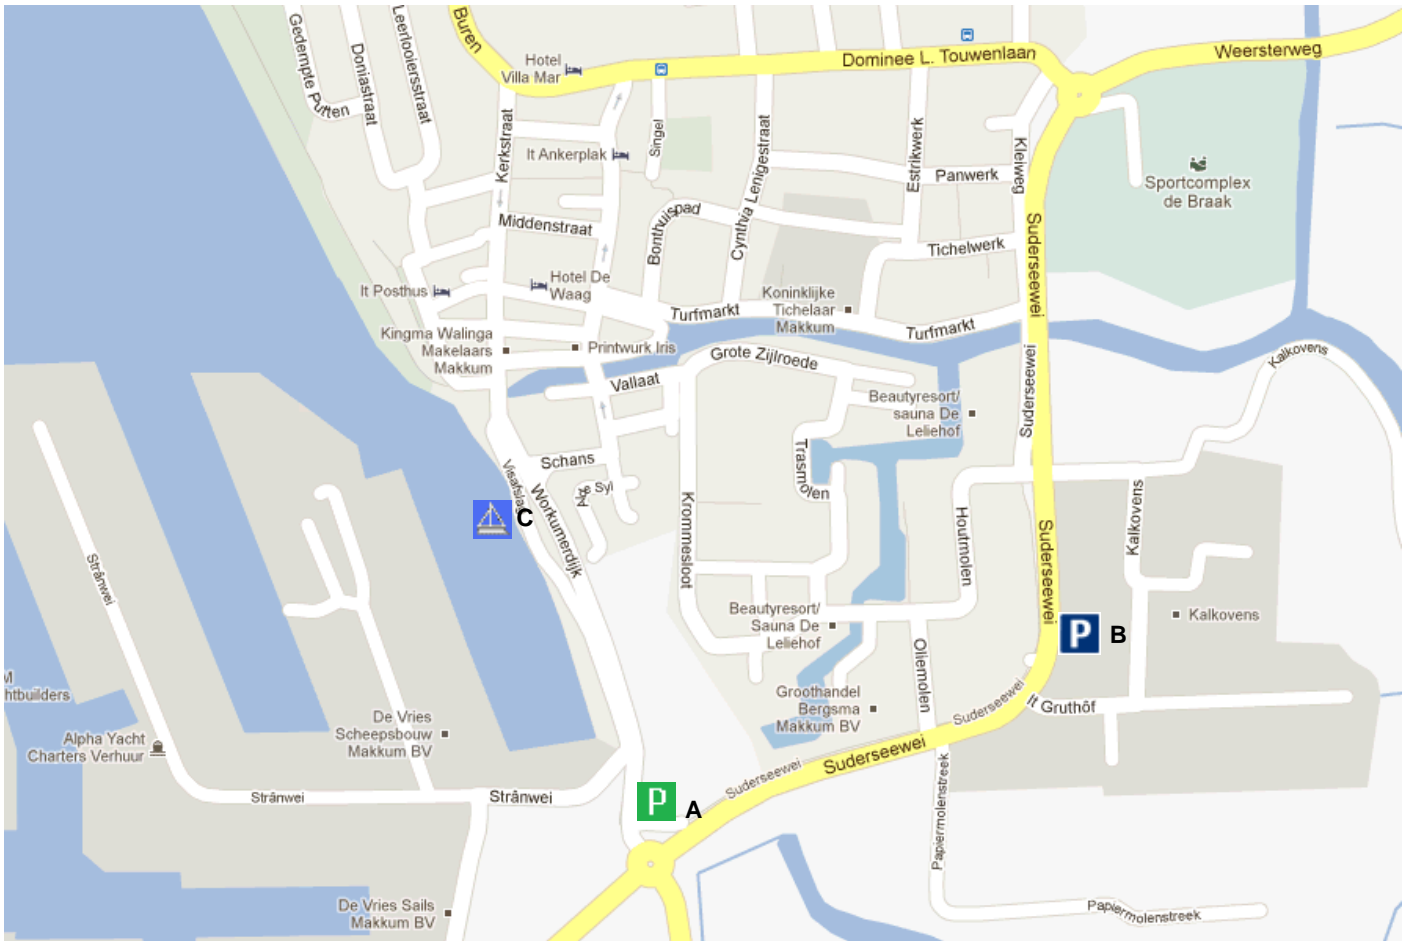 Gedempte Putten
Doniastraat
Leerlooiersstraat
Buren
Hotel
Villa Mar
Dominee L. Touwenlaan
Weersterweg
Kerkstraat
It Ankerplak
Singel
Cynthia Lenigestraat
Estrikwerk
Panwerk
Kleiweg
Sportcomplex
de Braak
Middenstraat
Bonthuispad
Tichelwerk
Suderseewei
It Posthus
Hotel De
Waag
Turfmarkt
Koninklijke
Tichelaar
Makkum
Turfmarkt
Kingma Walinga
Makelaars
Makkum
Printwurk Iris
Grote Zijlroede
Vallaat
Suderseewei
Kalkovens
Beautyresort/
sauna De
Leliehof
Schans
Visafslag
Workumerdijk
Syl
Trasmolen
Krommesloot
Houtmolen
Kalkovens
Suderseewei
C
Strânwei
Beautyresort/
Sauna De
Leliehof
P
B
Kalkovens
Oliemolen
Groothandel
Bergsma
Makkum BV
Suderseewei
It Gruthôf
M
htbuilders
De Vries
Scheepsbouw
Makkum BV
Alpha Yacht
Charters Verhuur
Suderseewei
Suderseewei
Strânwei
Strânwei
P
A
Papiermolenstreek
De Vries Sails
Makkum BV
Papiermolenstreek